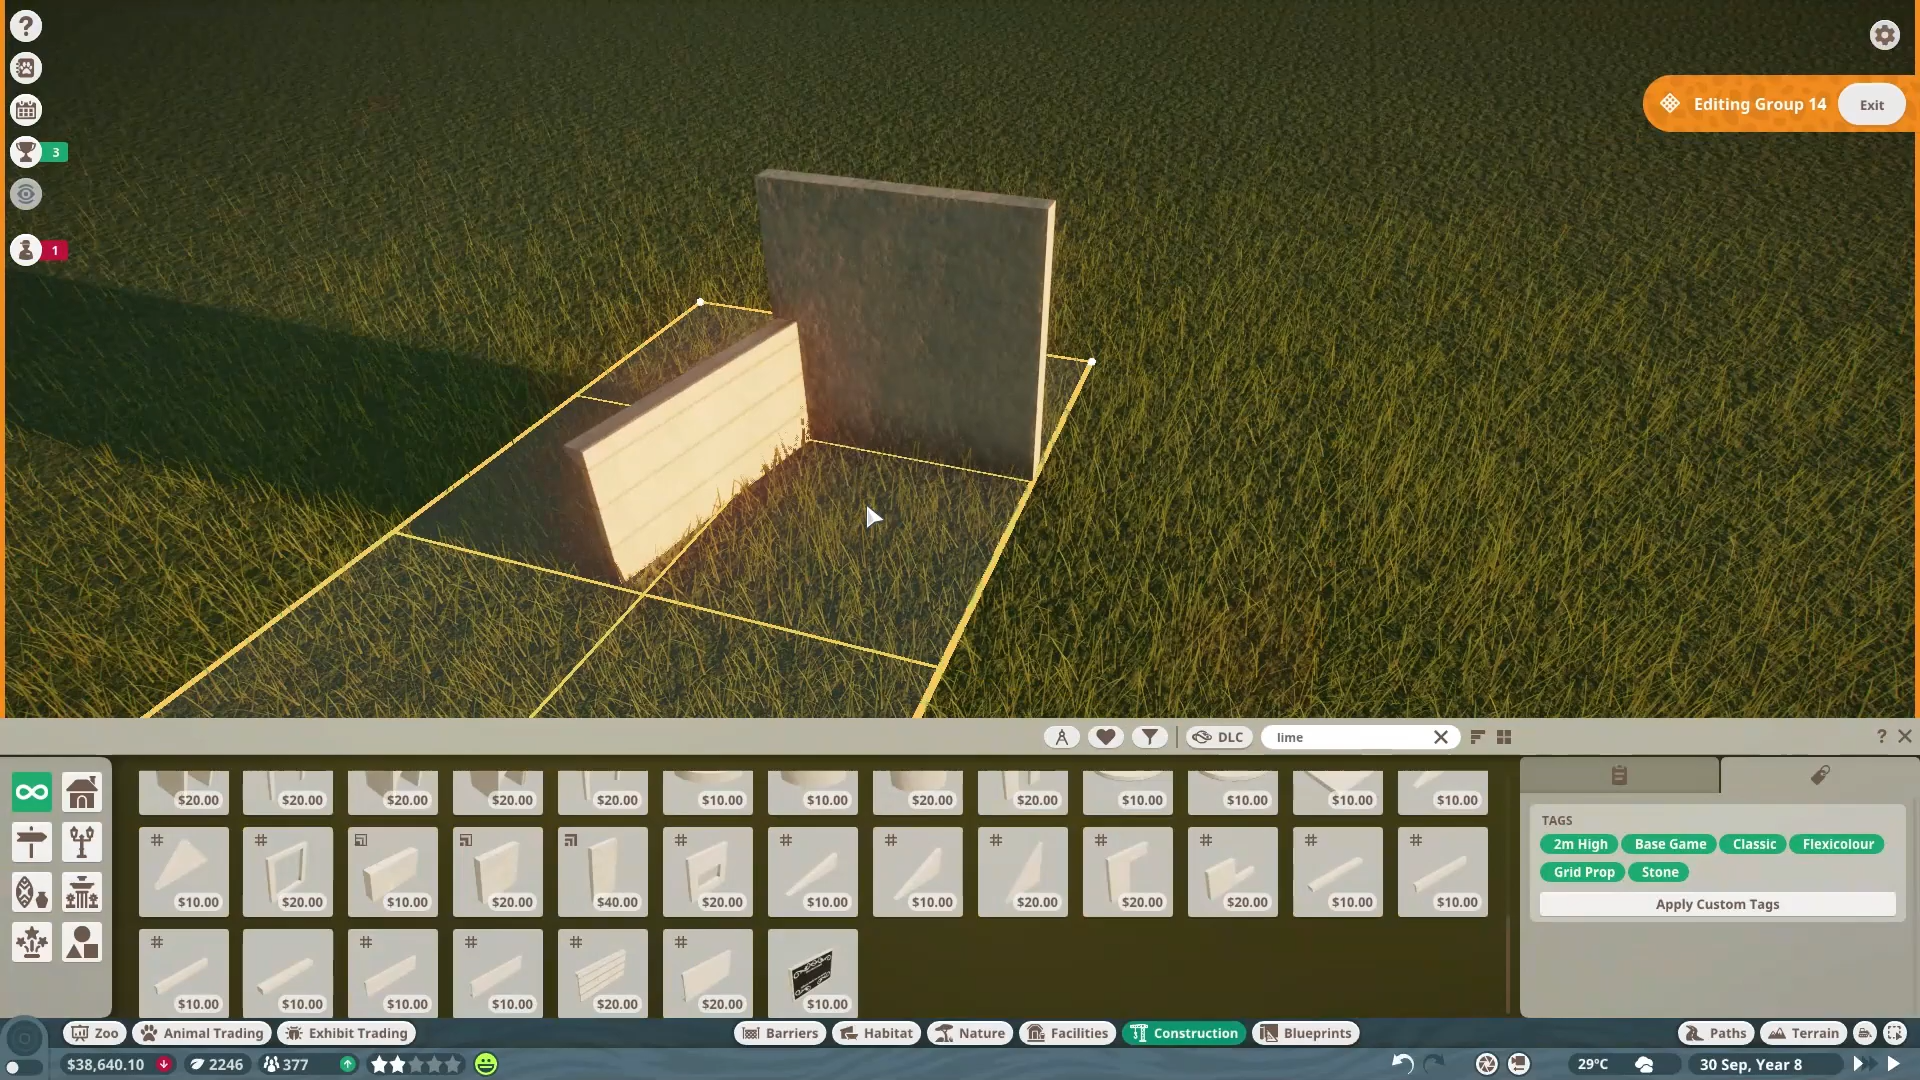 ?
Editing Group 14 Exit
3
1
DLC lime
?
$20.00 $20.00 $20.00 $20.00 $20.00 $10.00 $10.00 $20.00 $20.00 $10.00 $10.00 $10.00 $10.00
TAGS
2m High Base Game Classic Flexicolour
Grid Prop Stone
$10.00 $20.00 $10.00 $20.00 $40.00 $20.00 $10.00 $10.00 $20.00 $20.00 $20.00 $10.00 $10.00
Apply Custom Tags
$10.00 $10.00 $10.00 $10.00 $20.00 $20.00 $10.00
Zoo Animal Trading Exhibit Trading Barriers Habitat Nature Facilities Construction Blueprints Paths Terrain
$38,640.10 2246 377 29°C 30 Sep, Year 8